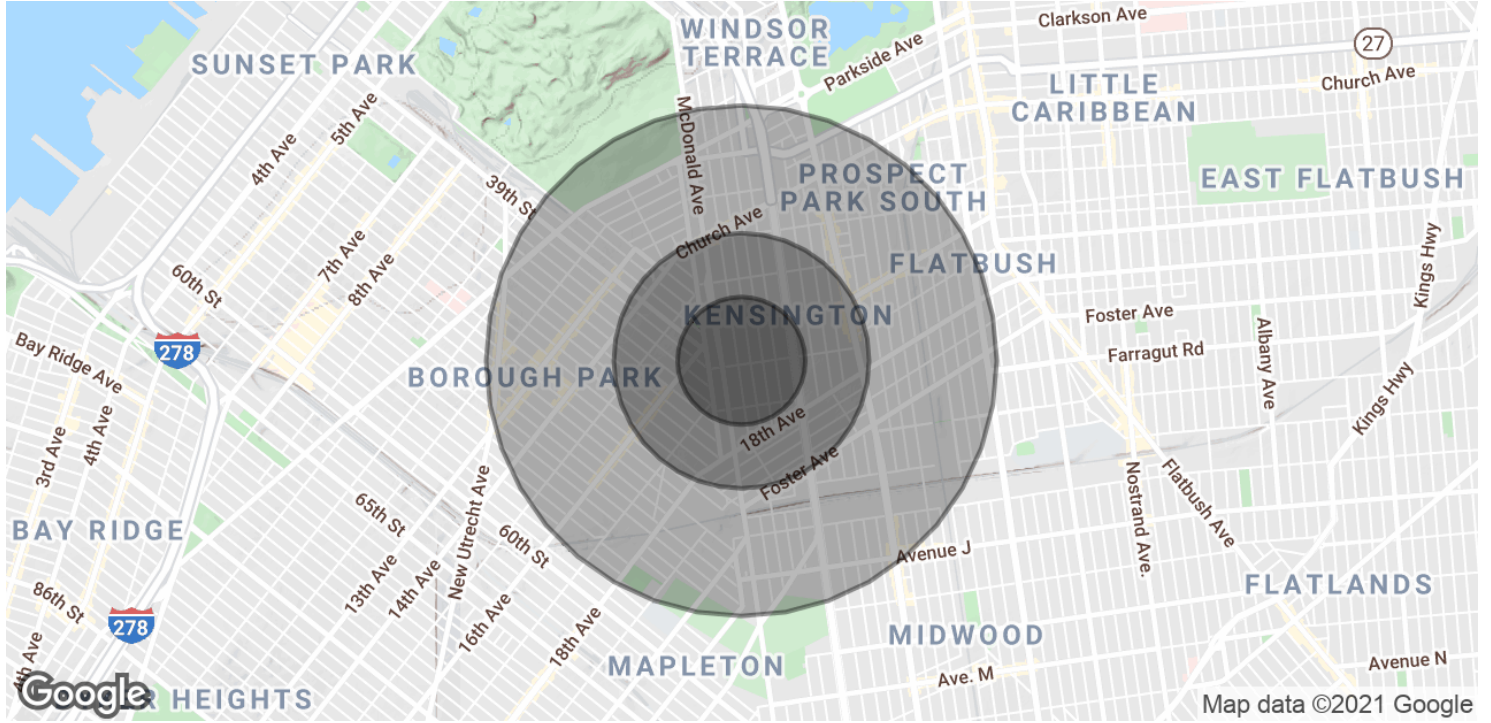 WINDSOR
TERRACE
Clarkson Ave
27
SUNSET PARK
Parkside Ave
Church Ave
LITTLE
CARIBBEAN
5th Ave
4th Ave
McDonald Ave
39th St
PROSPECT
PARK SOUTH
EAST FLATBUSH
Church Ave
7th Ave
8th Ave
60th St
FLATBUSH
Kings Hwy
KENSINGTON
Foster Ave
Albany Ave
278
Farragut Rd
Bay Ridge Ave
BOROUGH PARK
Kings Hwy
4th Ave
3rd Ave
18th Ave
Foster Ave
Flatbush Ave
Nostrand Ave.
New Utrecht Ave
65th St
60th St
BAY RIDGE
Avenue J
13th Ave
14th Ave
FLATLANDS
86th St
278
16th Ave
18th Ave
MIDWOOD
MAPLETON
4th Ave
Ave. M
Avenue N
Google
R HEIGHTS
Map data ©2021 Google